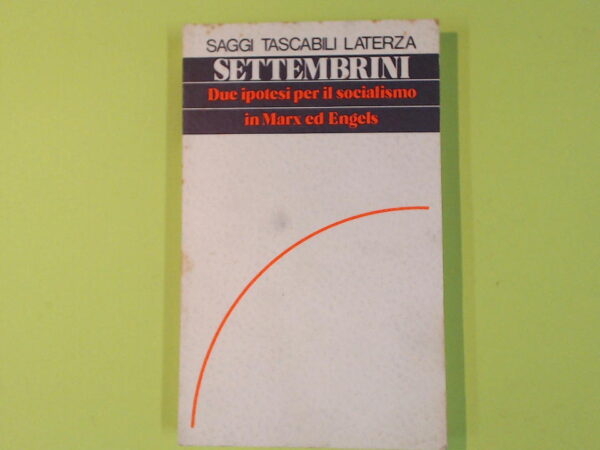 SAGGI TASCABILI LATERZA
SETTEMBRINI
Due ipotesi per il socialismo
in Marx ed Engels